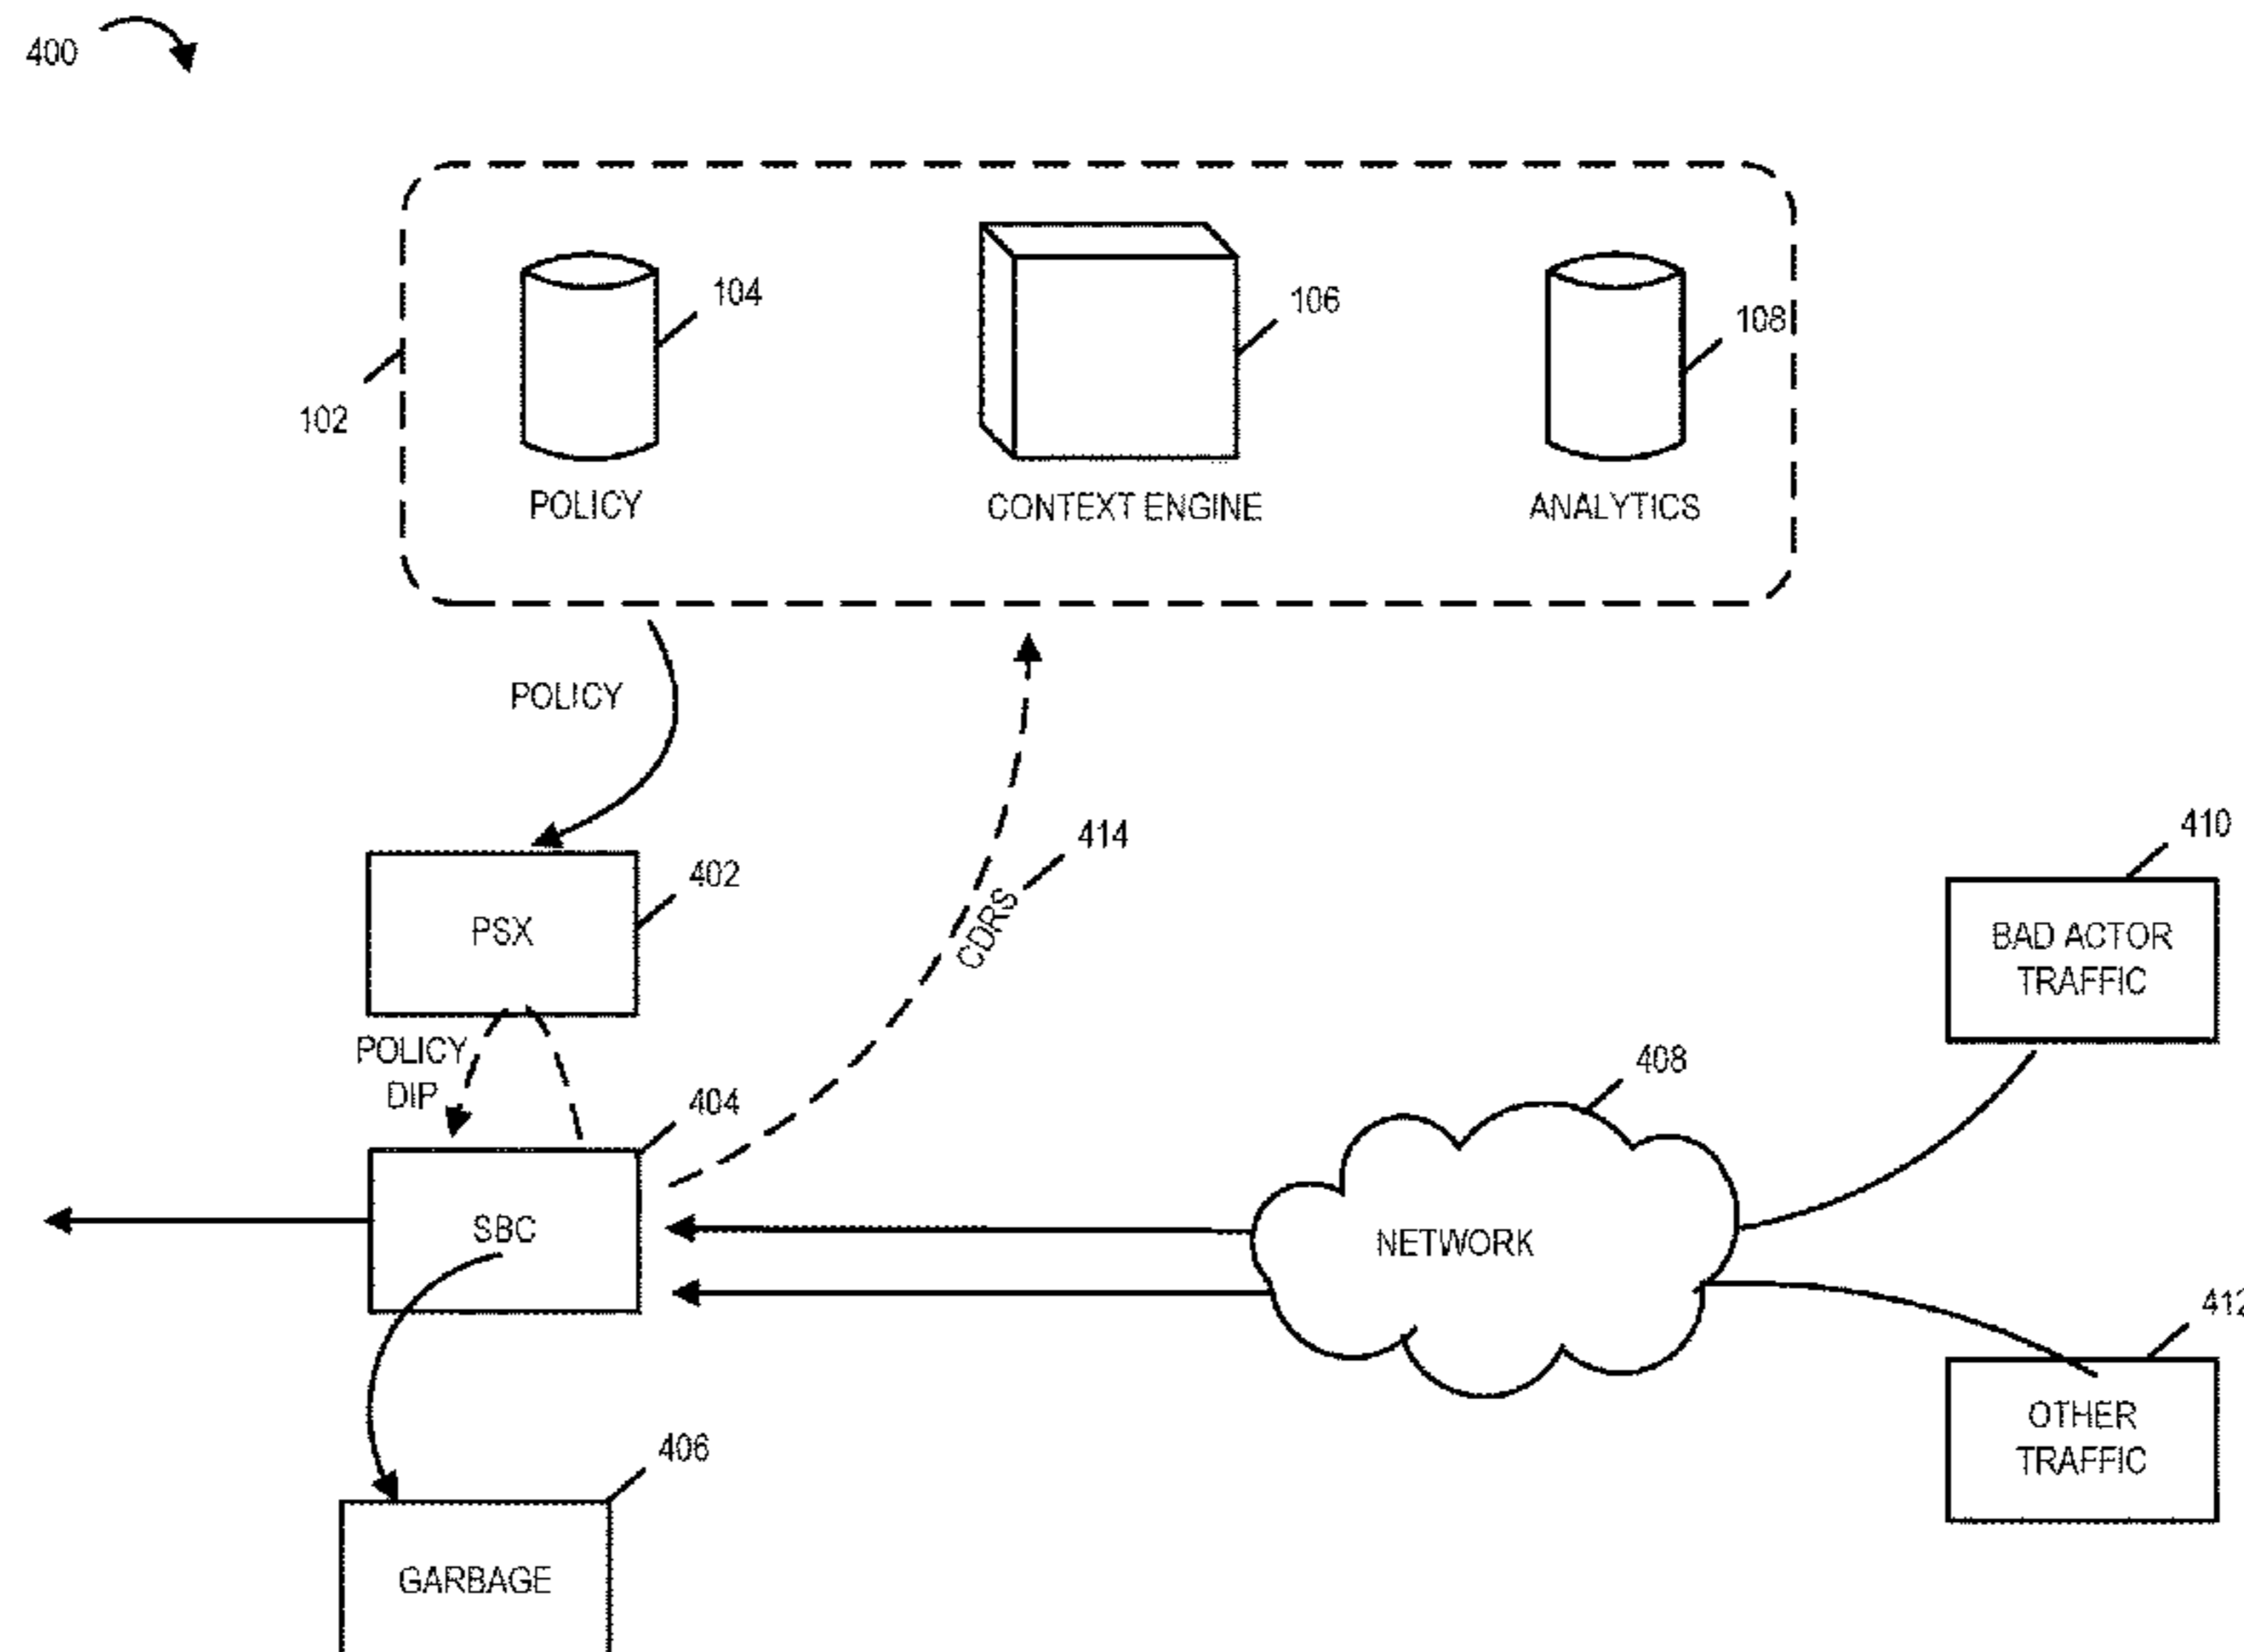 400
104
106
108
102
POLICY
CONTEXT ENGINE
ANALYTICS
POLICY
414
CDRS
402
PSX
410
BAD ACTOR
TRAFFIC
POLICY
DIP
404
408
SBC
NETWORK
412
OTHER
TRAFFIC
406
GARBAGE